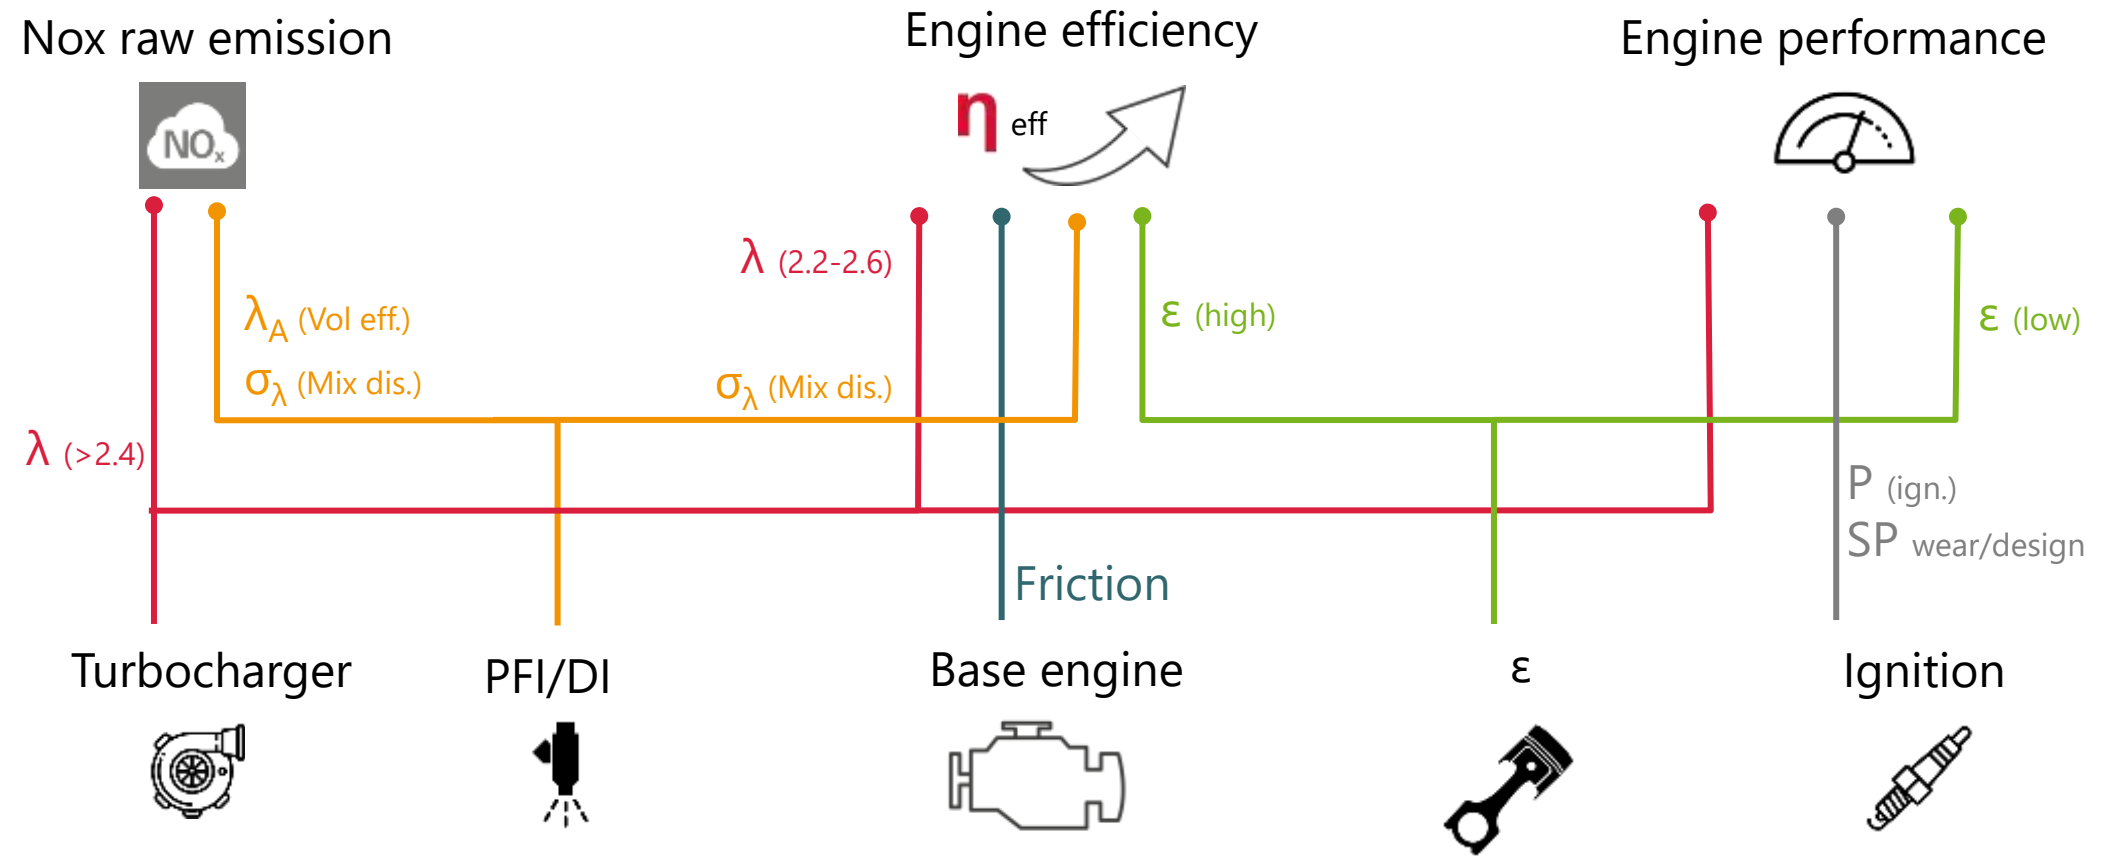 Nox raw emission
Engine efficiency
Engine performance
NOx
η eff
λ (2.2-2.6)
λA (Vol eff.)
ε (high)
ε (low)
σλ (Mix dis.)
σλ (Mix dis.)
λ (>2.4)
P (ign.)
SP wear/design
Friction
Turbocharger
PFI/DI
Base engine
ε
Ignition